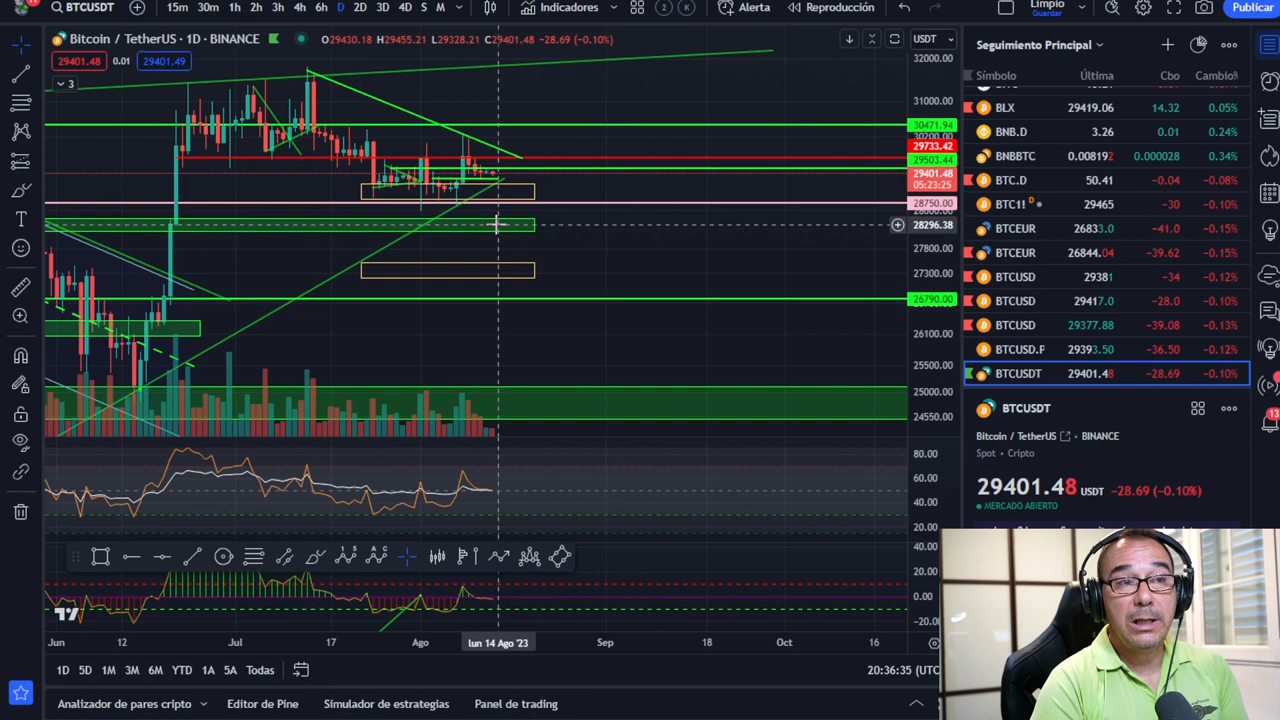 BTCUSDT
15m 30m 1h 2h 3h 4h 6h D 2D 3D 4D S M
Indicadores
2 K
Alerta
Reproducción
Limpio
Guardar
Publicar
Bitcoin / TetherUS · 1D · BINANCE
O29430.18 H29455.21 L29328.21 C29401.48 −28.69 (−0.10%)
USDT
29401.48 0.01 29401.49
3
32000.00
31000.00
30471.94
30200.00
29733.42
29503.44
29401.48
05:23:25
28750.00
28000.00
28296.38
27800.00
27300.00
26790.00
26100.00
25500.00
25000.00
24550.00
80.00
60.00
40.00
20.00
40.00
20.00
0.00
−20.00
Jun 12 Jul 17 Ago lun 14 Ago '23 Sep 18 Oct 16
1D 5D 1M 3M 6M YTD 1A 5A Todas
20:36:35 (UTC
Analizador de pares cripto Editor de Pine Simulador de estrategias Panel de trading
Seguimiento Principal
Símbolo Última Cbo Cambio%
BLX 29419.06 14.32 0.05%
BNB.D 3.26 0.01 0.24%
BNBBTC 0.008192 0.000028 0.34%
BTC.D 50.41 −0.04 −0.08%
BTC1! D 29465 −30 −0.10%
BTCEUR 26833.0 −41.0 −0.15%
BTCEUR 26844.04 −39.62 −0.15%
BTCUSD 29381 −34 −0.12%
BTCUSD 29417.0 −28.0 −0.10%
BTCUSD 29377.88 −39.08 −0.13%
BTCUSD.F 29393.50 −36.50 −0.12%
BTCUSDT 29401.48 −28.69 −0.10%
BTCUSDT
Bitcoin / TetherUS · BINANCE
Spot · Cripto
29401.48 USDT −28.69 (−0.10%)
MERCADO ABIERTO
13